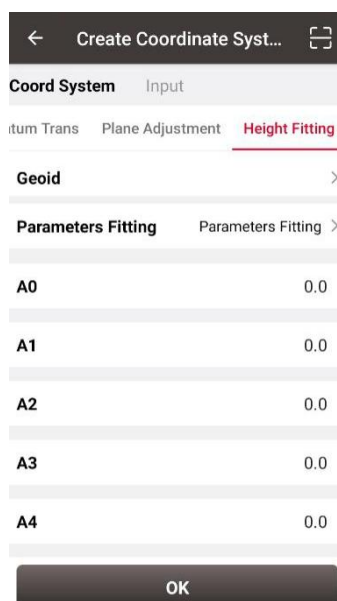 Create Coordinate Syst...
Coord System Input
tum Trans Plane Adjustment Height Fitting
Geoid
Parameters Fitting Parameters Fitting
A0 0.0
A1 0.0
A2 0.0
A3 0.0
A4 0.0
OK